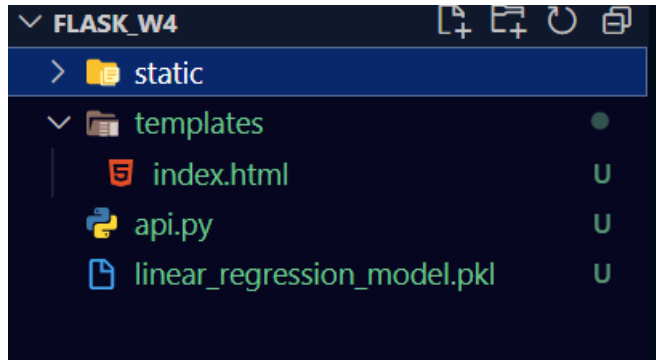 FLASK_W4
static
templates
index.html U
api.py U
linear_regression_model.pkl U